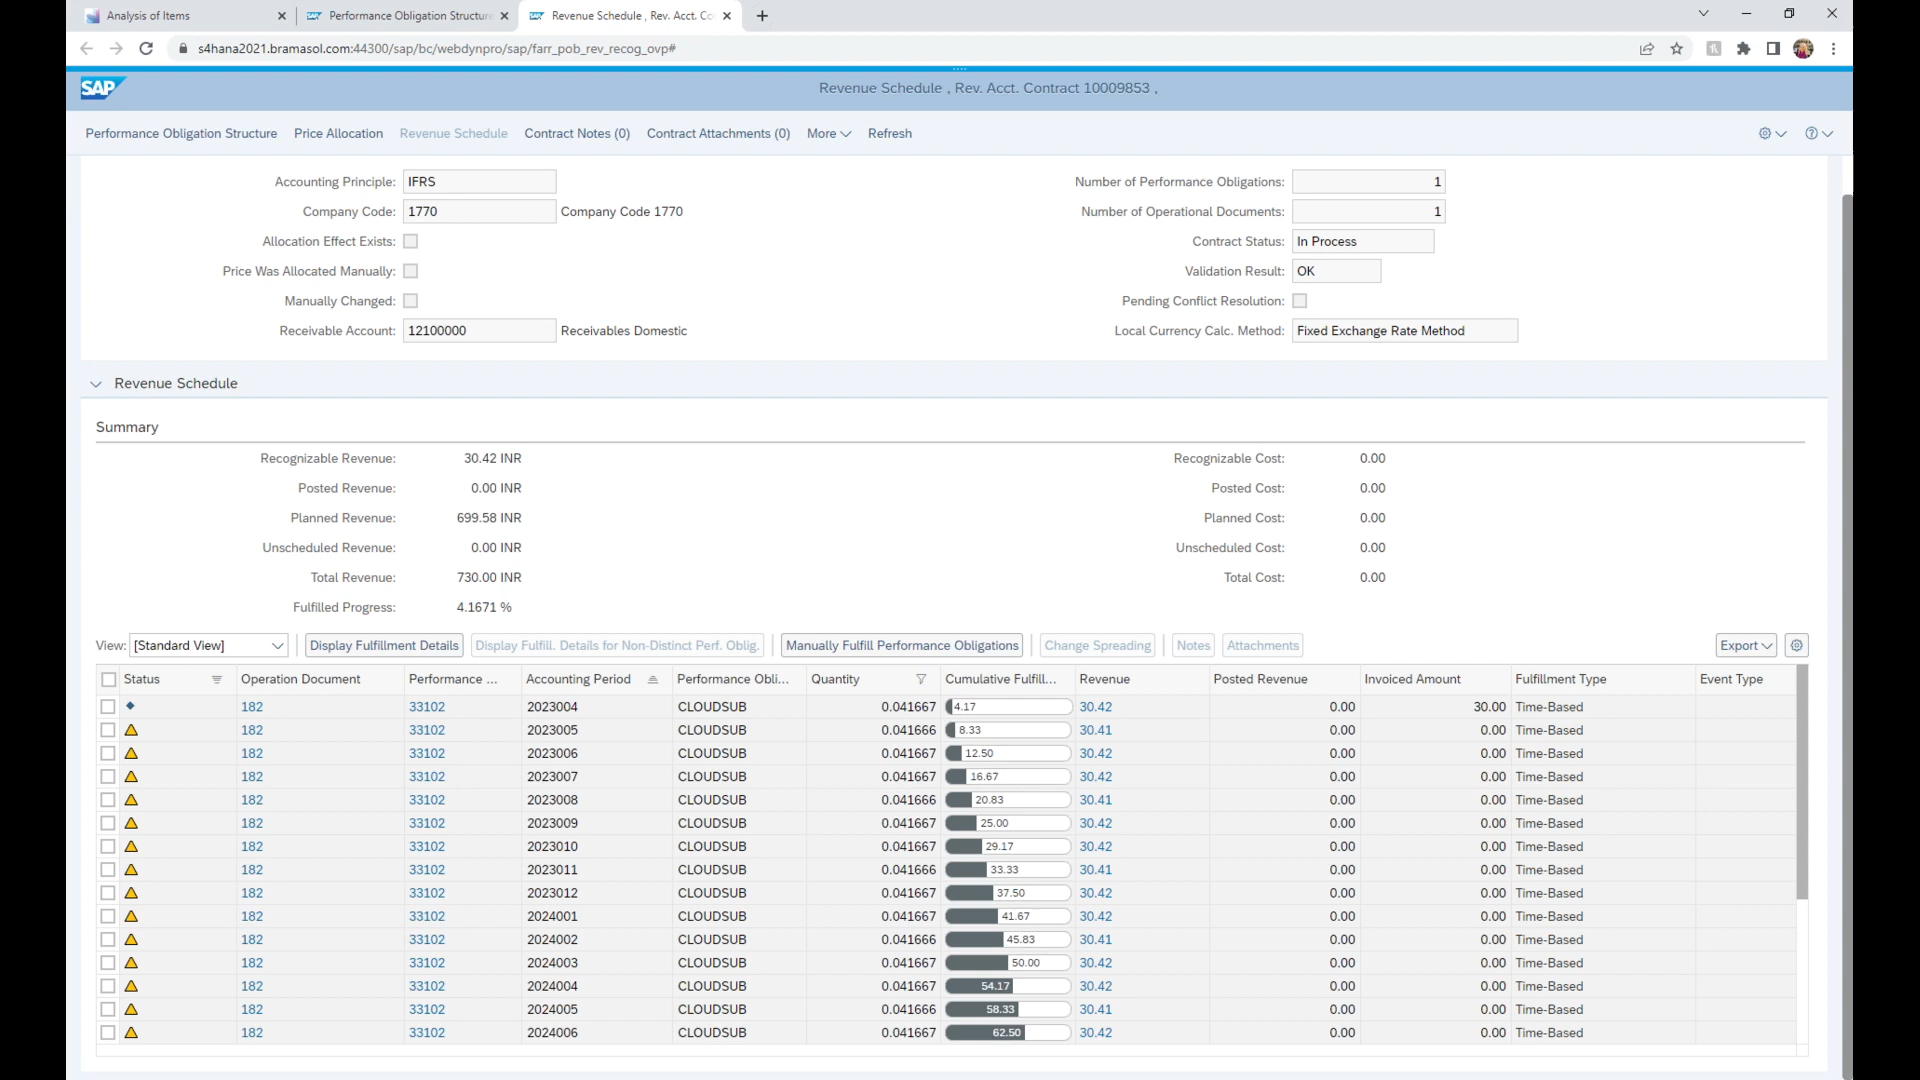 Analysis of Items
Performance Obligation Structure
Revenue Schedule , Rev. Acct. Co
s4hana2021.bramasol.com:44300/sap/bc/webdynpro/sap/farr_pob_rev_recog_ovp#
SAP
Revenue Schedule , Rev. Acct. Contract 10009853 ,
Performance Obligation Structure Price Allocation Revenue Schedule Contract Notes (0) Contract Attachments (0) More Refresh
Accounting Principle: IFRS Number of Performance Obligations: 1
Company Code: 1770 Company Code 1770 Number of Operational Documents: 1
Allocation Effect Exists: Contract Status: In Process
Price Was Allocated Manually: Validation Result: OK
Manually Changed: Pending Conflict Resolution:
Receivable Account: 12100000 Receivables Domestic Local Currency Calc. Method: Fixed Exchange Rate Method
Revenue Schedule
Summary
Recognizable Revenue: 30.42 INR Recognizable Cost: 0.00
Posted Revenue: 0.00 INR Posted Cost: 0.00
Planned Revenue: 699.58 INR Planned Cost: 0.00
Unscheduled Revenue: 0.00 INR Unscheduled Cost: 0.00
Total Revenue: 730.00 INR Total Cost: 0.00
Fulfilled Progress: 4.1671 %
View: [Standard View] Display Fulfillment Details Display Fulfill. Details for Non-Distinct Perf. Oblig. Manually Fulfill Performance Obligations Change Spreading Notes Attachments Export
Status Operation Document Performance ... Accounting Period Performance Obli... Quantity Cumulative Fulfill... Revenue Posted Revenue Invoiced Amount Fulfillment Type Event Type
182 33102 2023004 CLOUDSUB 0.041667 4.17 30.42 0.00 30.00 Time-Based
182 33102 2023005 CLOUDSUB 0.041666 8.33 30.41 0.00 0.00 Time-Based
182 33102 2023006 CLOUDSUB 0.041667 12.50 30.42 0.00 0.00 Time-Based
182 33102 2023007 CLOUDSUB 0.041667 16.67 30.42 0.00 0.00 Time-Based
182 33102 2023008 CLOUDSUB 0.041666 20.83 30.41 0.00 0.00 Time-Based
182 33102 2023009 CLOUDSUB 0.041667 25.00 30.42 0.00 0.00 Time-Based
182 33102 2023010 CLOUDSUB 0.041667 29.17 30.42 0.00 0.00 Time-Based
182 33102 2023011 CLOUDSUB 0.041666 33.33 30.41 0.00 0.00 Time-Based
182 33102 2023012 CLOUDSUB 0.041667 37.50 30.42 0.00 0.00 Time-Based
182 33102 2024001 CLOUDSUB 0.041667 41.67 30.42 0.00 0.00 Time-Based
182 33102 2024002 CLOUDSUB 0.041666 45.83 30.41 0.00 0.00 Time-Based
182 33102 2024003 CLOUDSUB 0.041667 50.00 30.42 0.00 0.00 Time-Based
182 33102 2024004 CLOUDSUB 0.041667 54.17 30.42 0.00 0.00 Time-Based
182 33102 2024005 CLOUDSUB 0.041666 58.33 30.41 0.00 0.00 Time-Based
182 33102 2024006 CLOUDSUB 0.041667 62.50 30.42 0.00 0.00 Time-Based